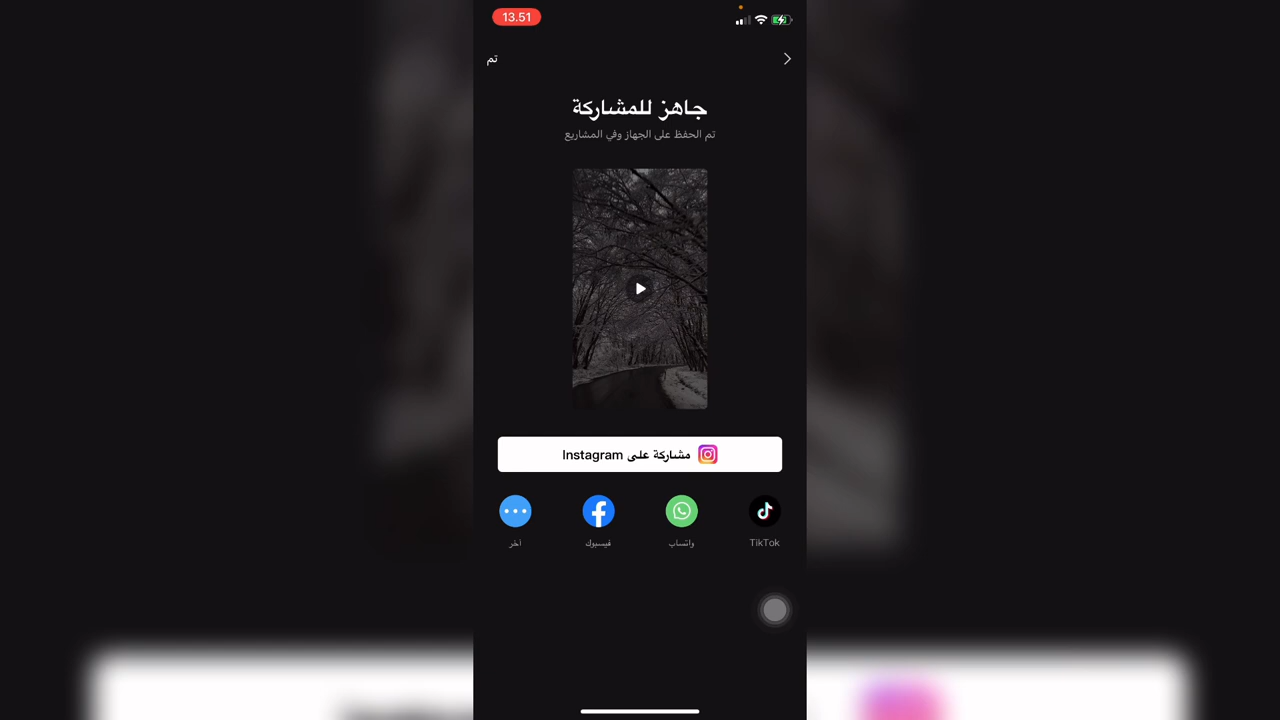 13.51
تم
جاهز للمشاركة
تم الحفظ على الجهاز وفي المشاريع
مشاركة على Instagram
TikTok
واتساب
فيسبوك
آخر